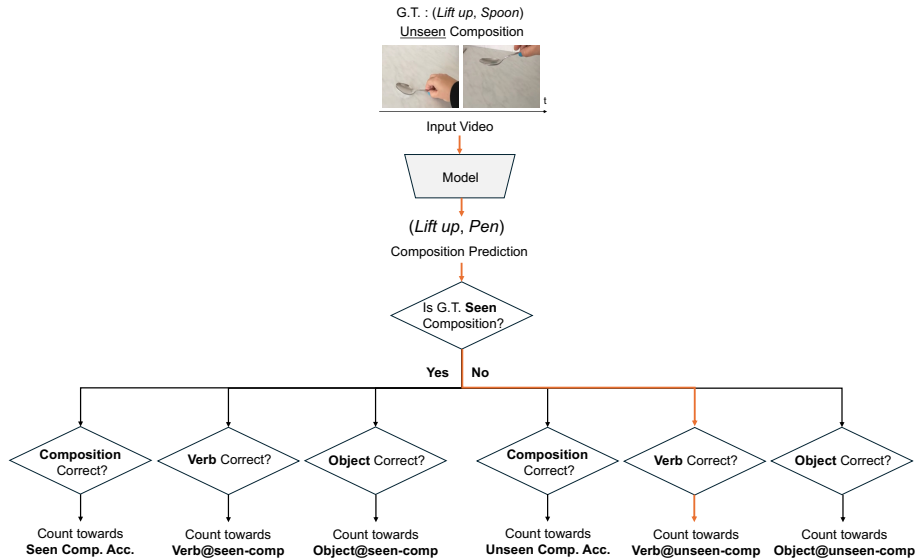 G.T. : (Lift up, Spoon)
Unseen Composition
t
Input Video
Model
(Lift up, Pen)
Composition Prediction
Is G.T. Seen
Composition?
Yes No
Composition
Correct?
Verb Correct?
Object Correct?
Composition
Correct?
Verb Correct?
Object Correct?
Count towards
Seen Comp. Acc.
Count towards
Verb@seen-comp
Count towards
Object@seen-comp
Count towards
Unseen Comp. Acc.
Count towards
Verb@unseen-comp
Count towards
Object@unseen-comp